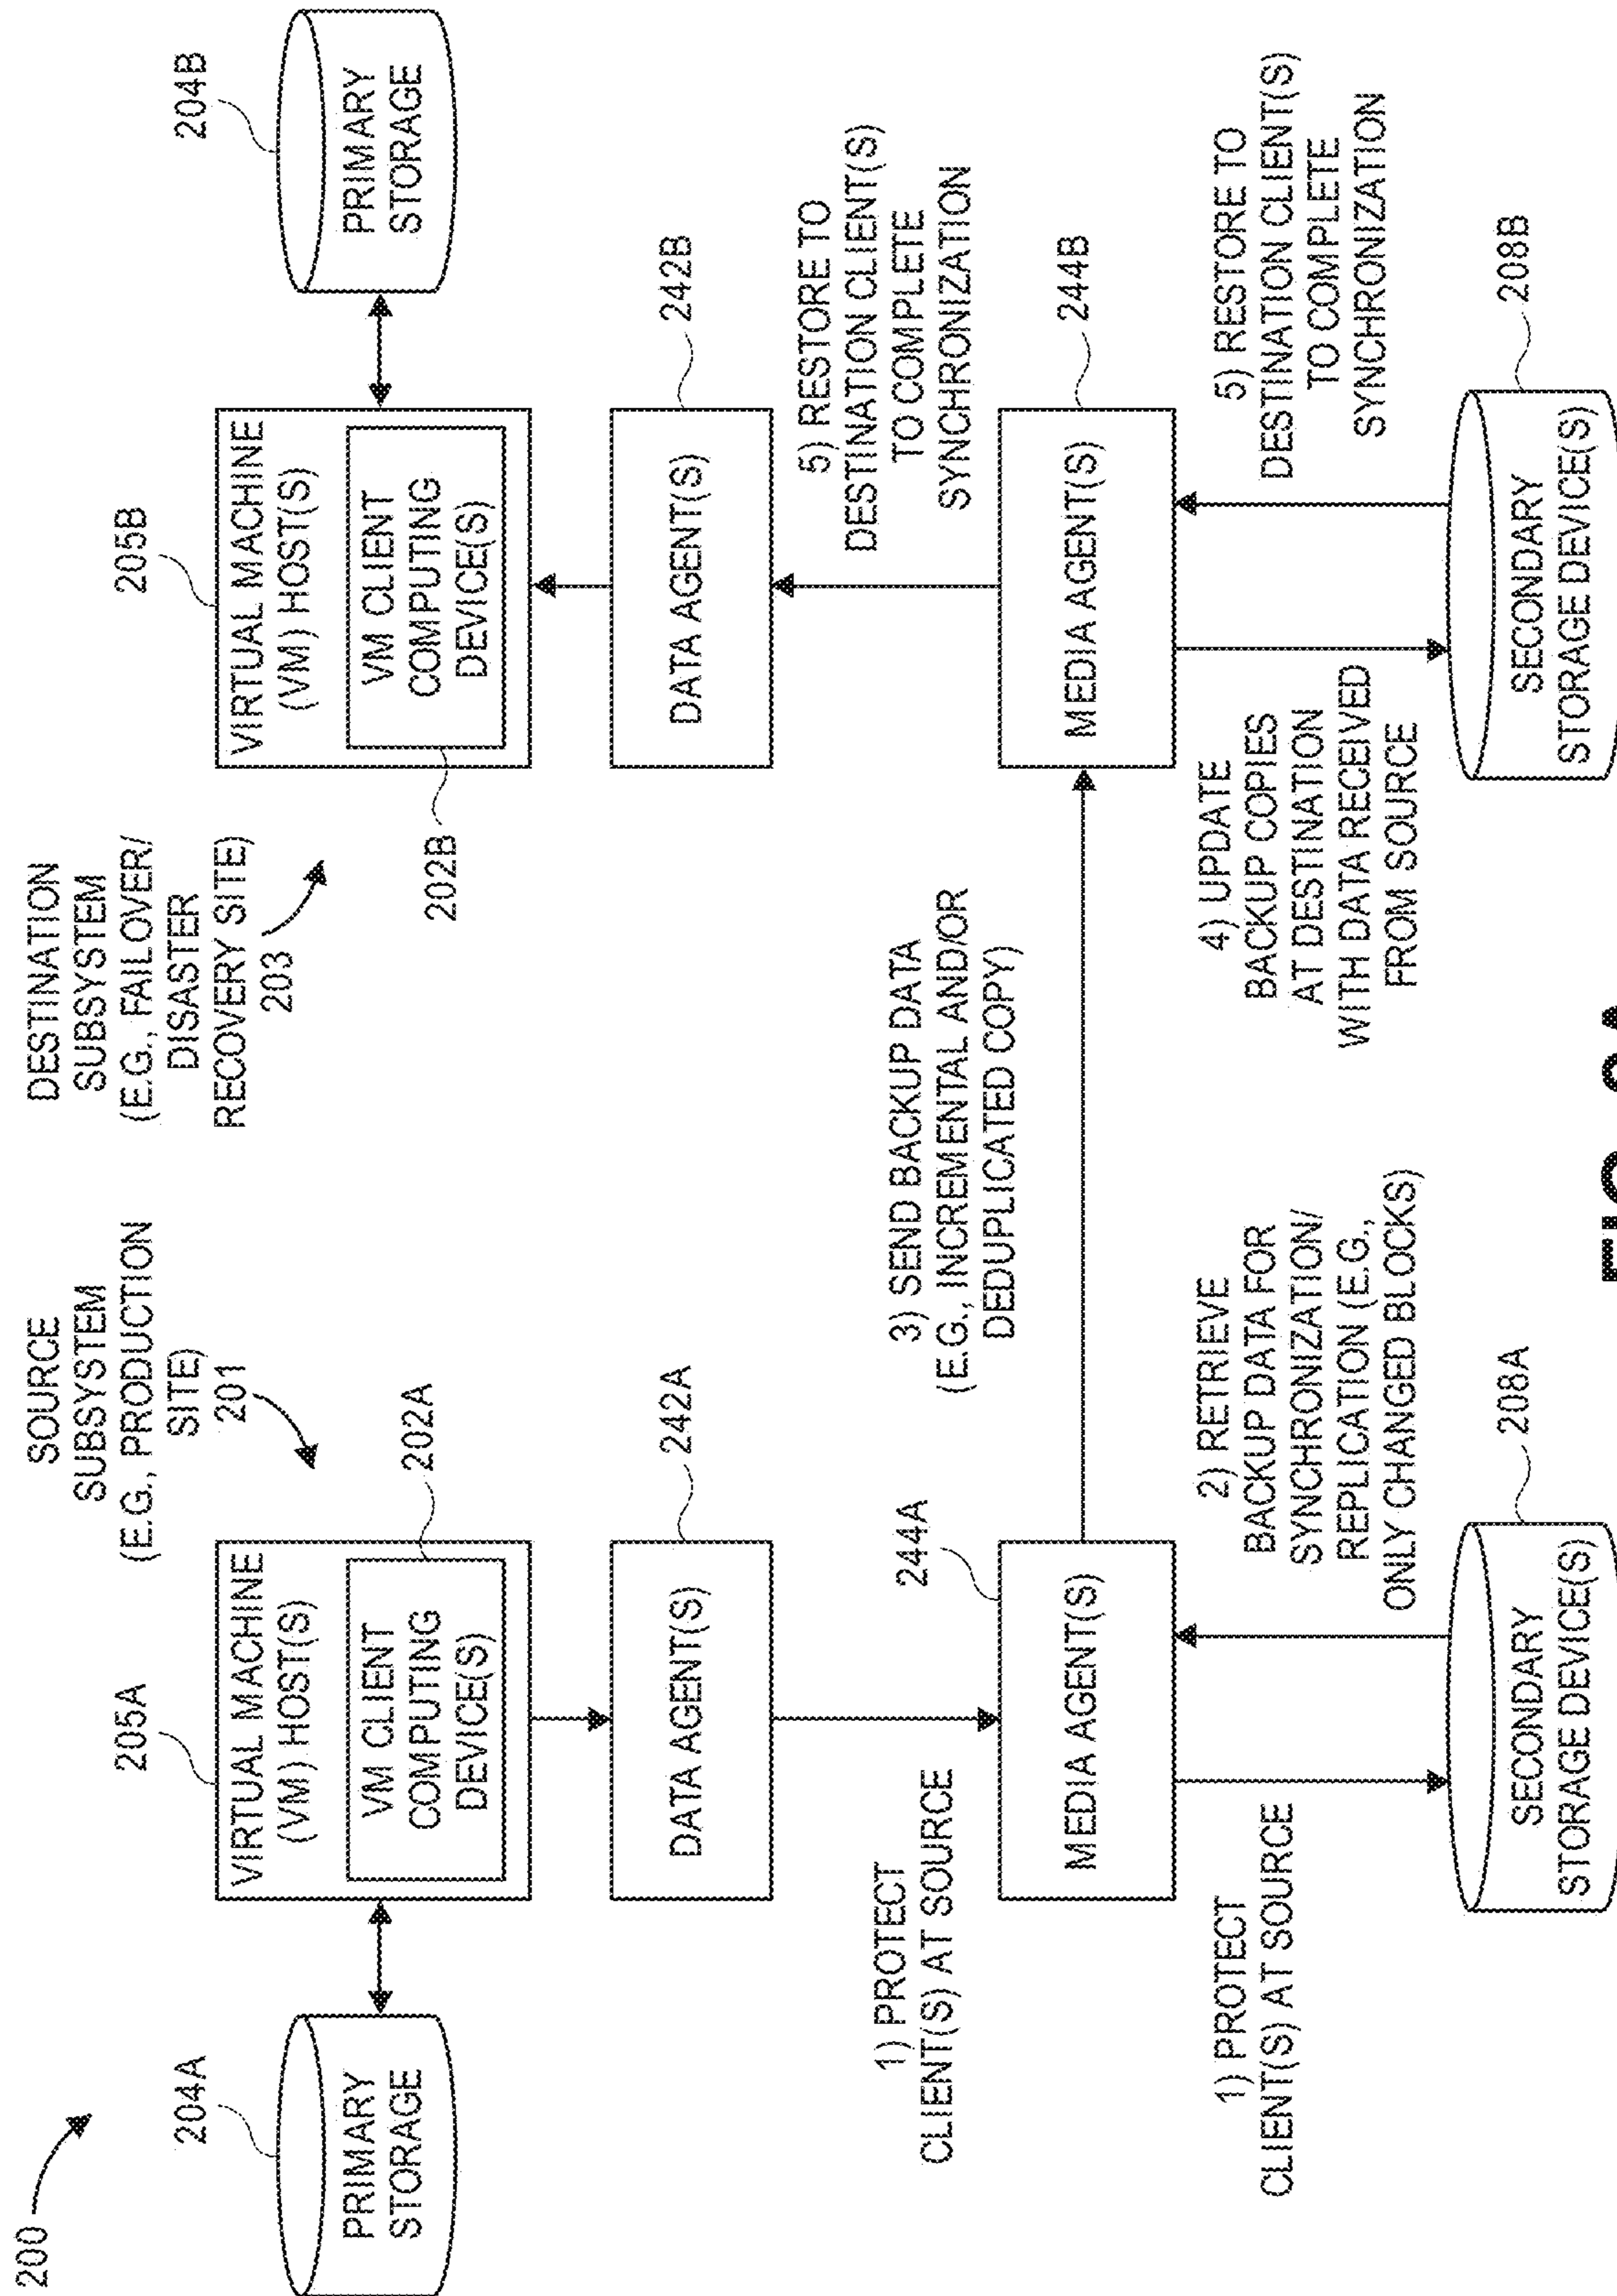 200
SOURCE
SUBSYSTEM
(E.G., PRODUCTION
SITE)
201
DESTINATION
SUBSYSTEM
(E.G., FAILOVER/
DISASTER
RECOVERY SITE)
203
204A
PRIMARY
STORAGE
205A
VIRTUAL MACHINE
(VM) HOST(S)
VM CLIENT
COMPUTING
DEVICE(S)
202A
202B
205B
VIRTUAL MACHINE
(VM) HOST(S)
VM CLIENT
COMPUTING
DEVICE(S)
204B
PRIMARY
STORAGE
DATA AGENT(S)
242A
DATA AGENT(S)
242B
1) PROTECT
CLIENT(S) AT SOURCE
244A
3) SEND BACKUP DATA
(E.G., INCREMENTAL AND/OR
DEDUPLICATED COPY)
5) RESTORE TO
DESTINATION CLIENT(S)
TO COMPLETE
SYNCHRONIZATION
MEDIA AGENT(S)
MEDIA AGENT(S)
244B
1) PROTECT
CLIENT(S) AT SOURCE
2) RETRIEVE
BACKUP DATA FOR
SYNCHRONIZATION/
REPLICATION (E.G.,
ONLY CHANGED BLOCKS)
4) UPDATE
BACKUP COPIES
AT DESTINATION
WITH DATA RECEIVED
FROM SOURCE
5) RESTORE TO
DESTINATION CLIENT(S)
TO COMPLETE
SYNCHRONIZATION
SECONDARY
STORAGE DEVICE(S)
208A
SECONDARY
STORAGE DEVICE(S)
208B